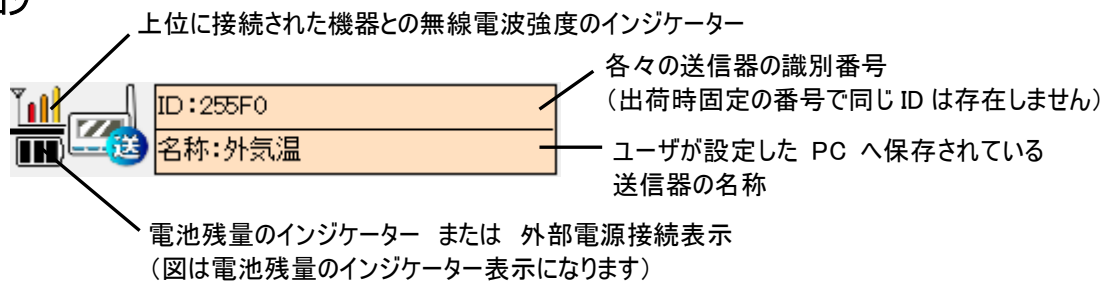 上位に接続された機器との無線電波強度のインジケーター
各々の送信器の識別番号
（出荷時固定の番号で同じ ID は存在しません）
ID:255F0
送
名称:外気温
ユーザが設定した PC へ保存されている
送信器の名称
電池残量のインジケーター または 外部電源接続表示
（図は電池残量のインジケーター表示になります）